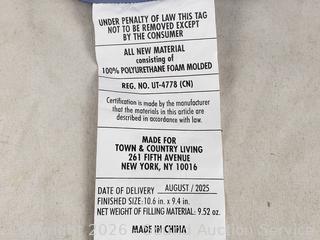 UNDER PENALTY OF LAW THIS TAG
NOT TO BE REMOVED EXCEPT
BY THE CONSUMER
ALL NEW MATERIAL
consisting of
100% POLYURETHANE FOAM MOLDED
REG. NO. UT-4778 (CN)
Certification is made by the manufacturer
that the materials in this article are
described in accordance with law.
MADE FOR
TOWN & COUNTRY LIVING
261 FIFTH AVENUE
NEW YORK, NY 10016
DATE OF DELIVERY AUGUST / 2025
FINISHED SIZE: 10.6 in. x 9.4 in.
NET WEIGHT OF FILLING MATERIAL: 9.52 oz.
MADE IN CHINA